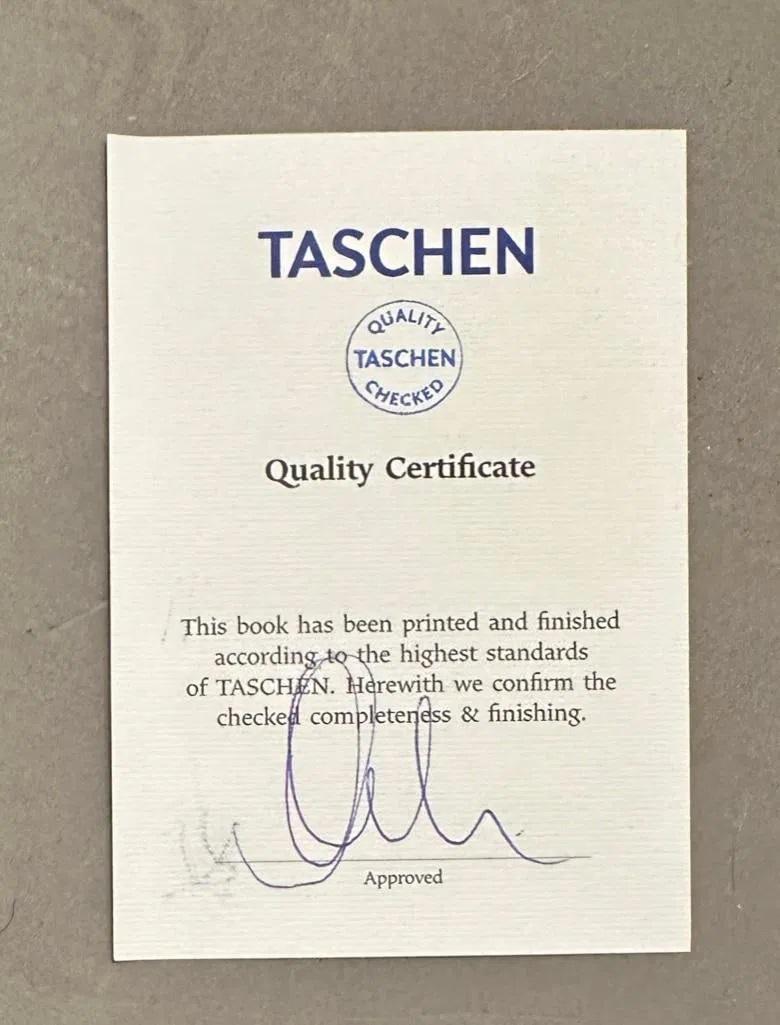 TASCHEN
QUALITY
TASCHEN
CHECKED
Quality Certificate
This book has been printed and finished
according to the highest standards
of TASCHEN. Herewith we confirm the
checked completeness & finishing.
Approved